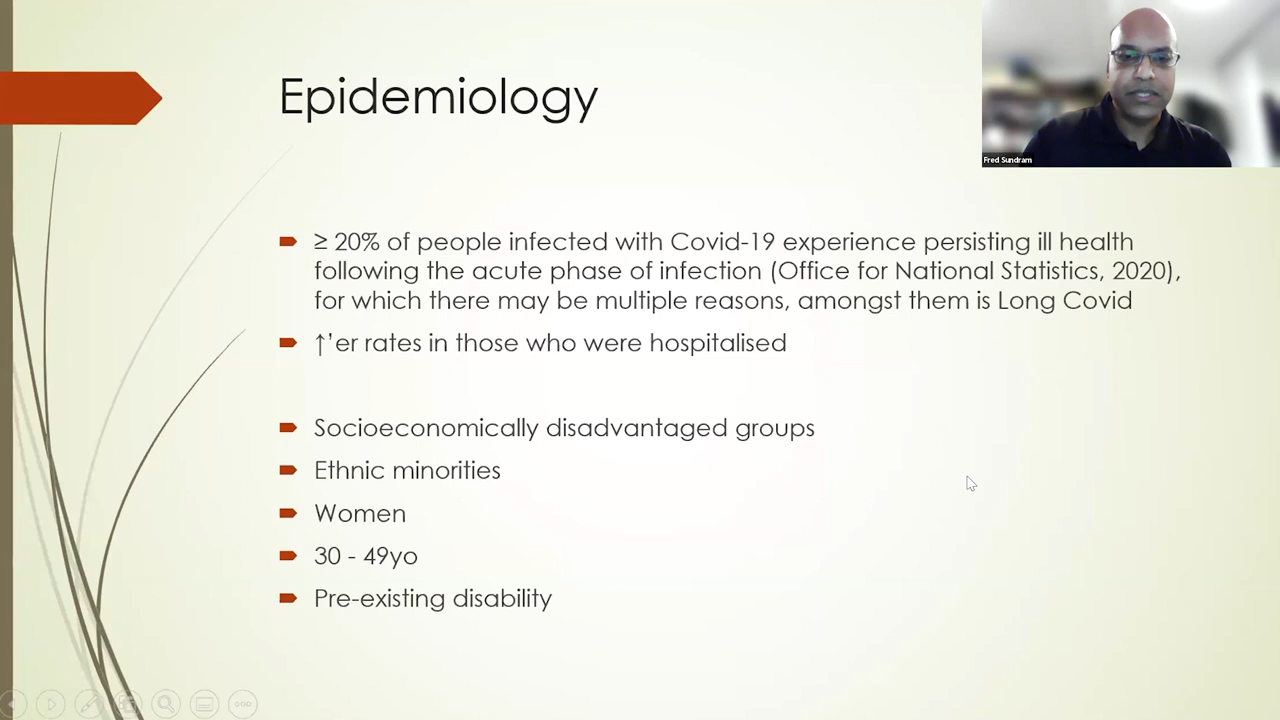 Epidemiology
Fred Sundram
≥ 20% of people infected with Covid-19 experience persisting ill health
following the acute phase of infection (Office for National Statistics, 2020),
for which there may be multiple reasons, amongst them is Long Covid
↑'er rates in those who were hospitalised
Socioeconomically disadvantaged groups
Ethnic minorities
Women
30 - 49yo
Pre-existing disability